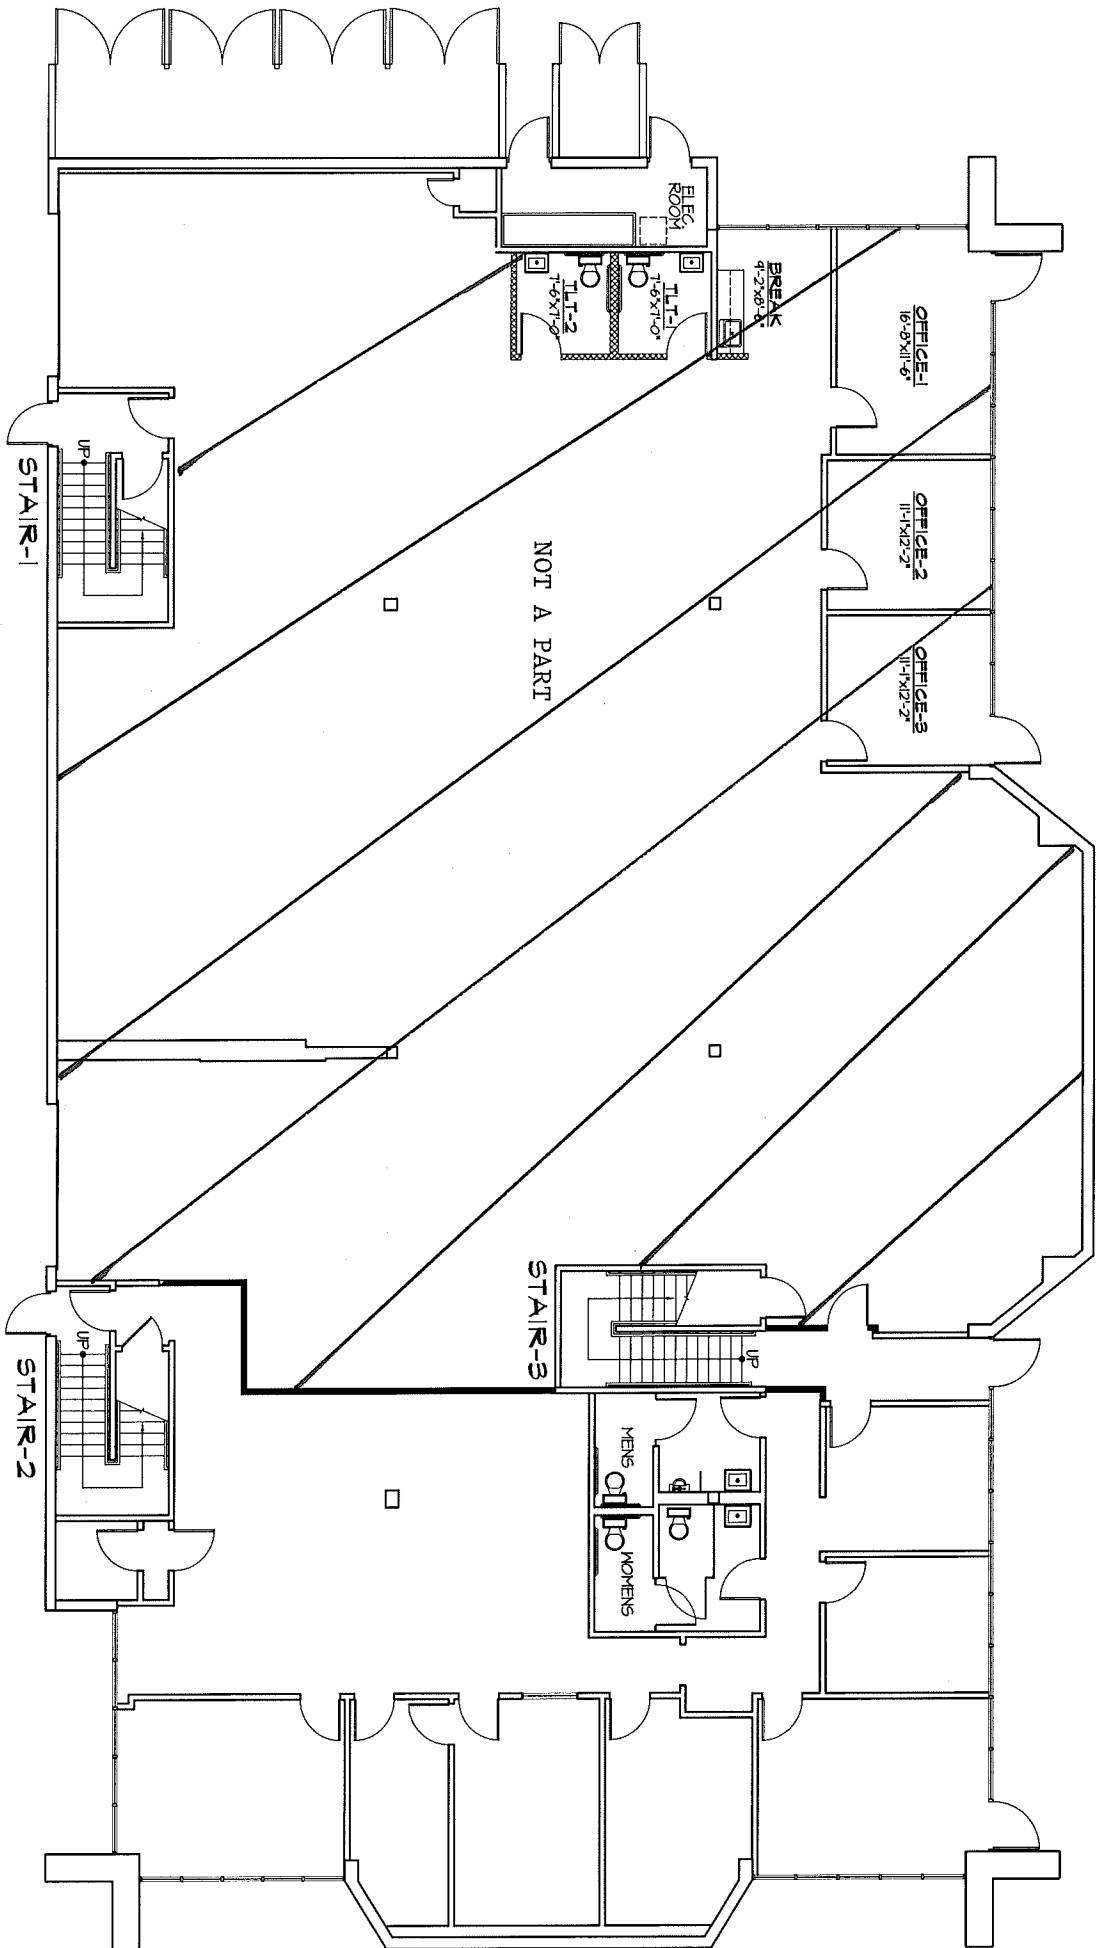 OFFICE-1
16'-8"x11'-6"
OFFICE-2
11'-1"x12'-2"
OFFICE-3
11'-1"x12'-2"
BREAK
9'-2"x8'-6"
UP
ELEC.
ROOM
TLT-1
7'-6"x7'-0"
MENS
WOMENS
TLT-2
7'-6"x7'-0"
NOT A PART
STAIR-3
UP
UP
STAIR-1
STAIR-2